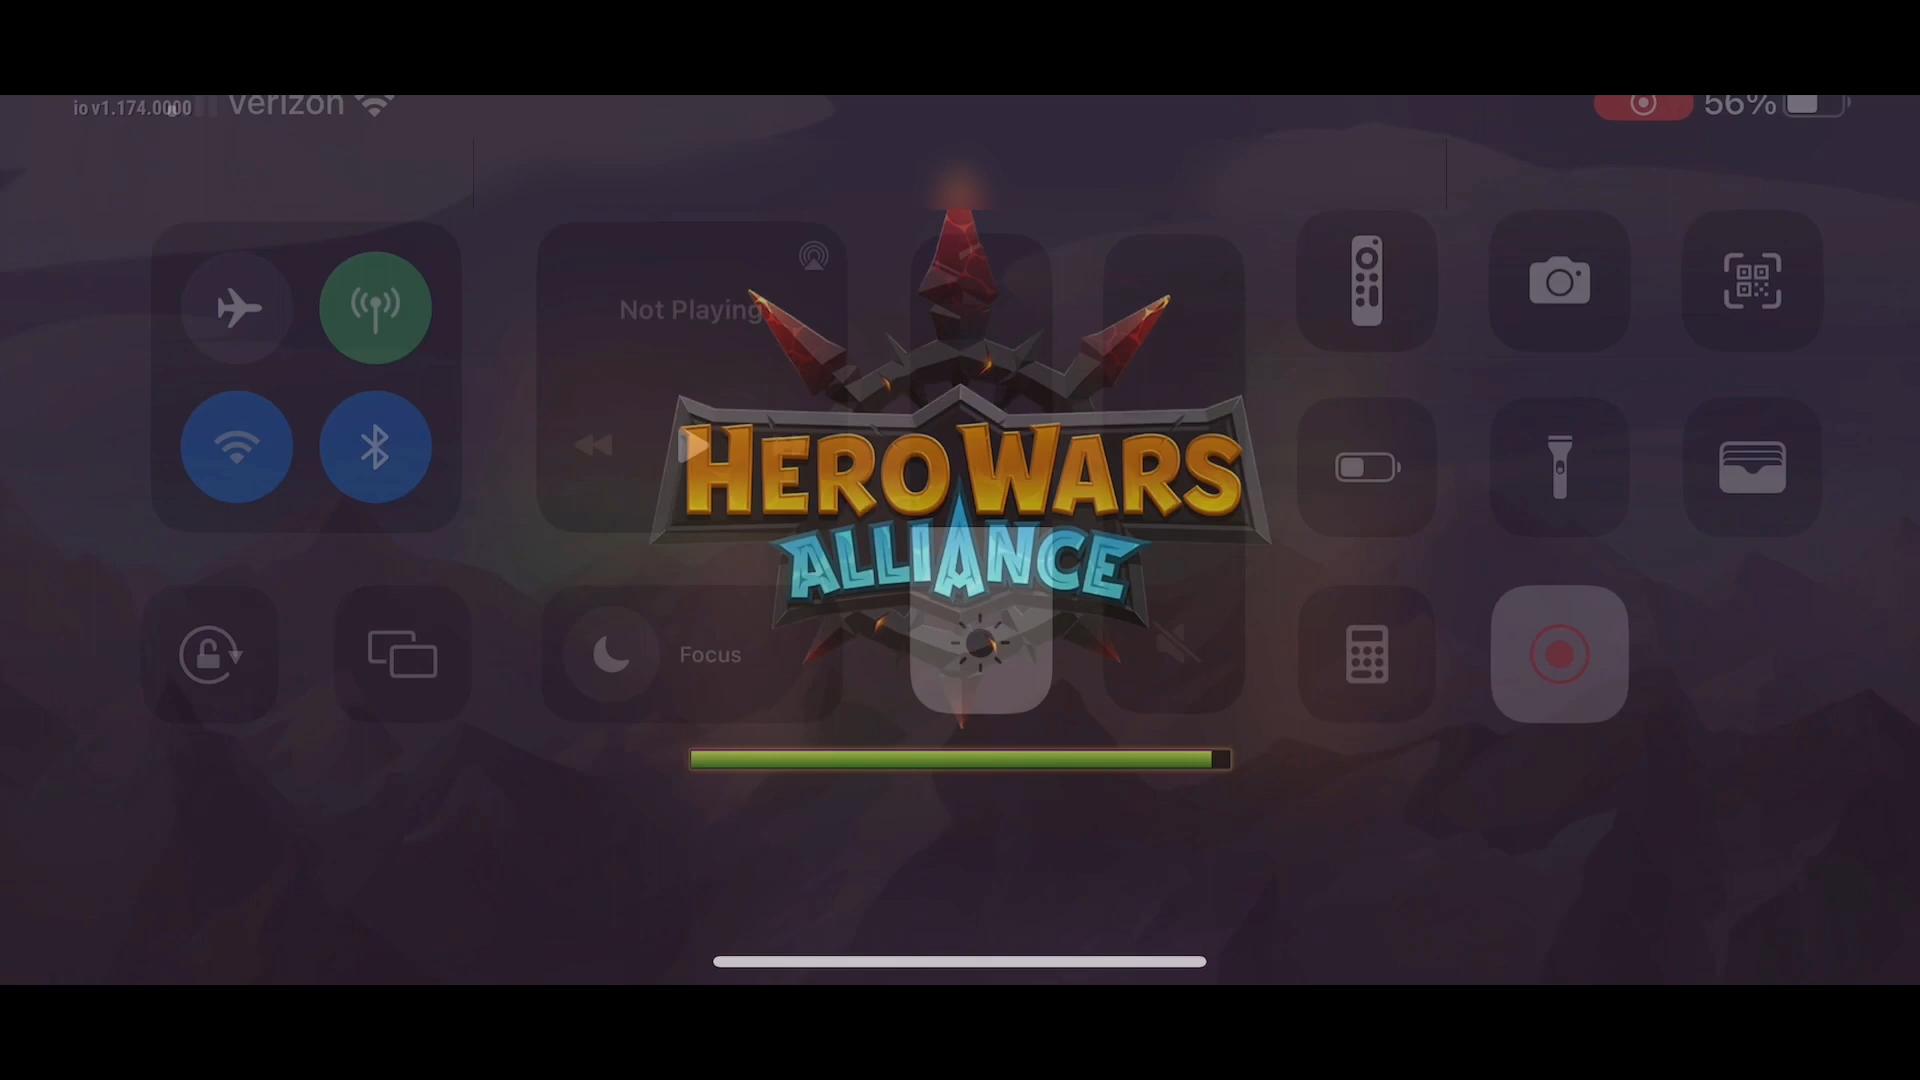 io v1.174.0000
verizon
56%
Not Playing
HERO WARS
ALLIANCE
Focus